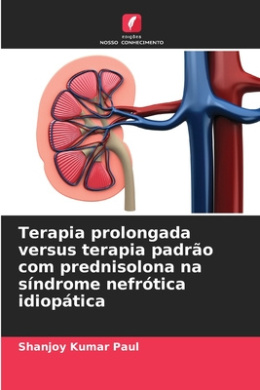 edições
NOSSO CONHECIMENTO
Terapia prolongada
versus terapia padrão
com prednisolona na
síndrome nefrótica
idiopática
Shanjoy Kumar Paul